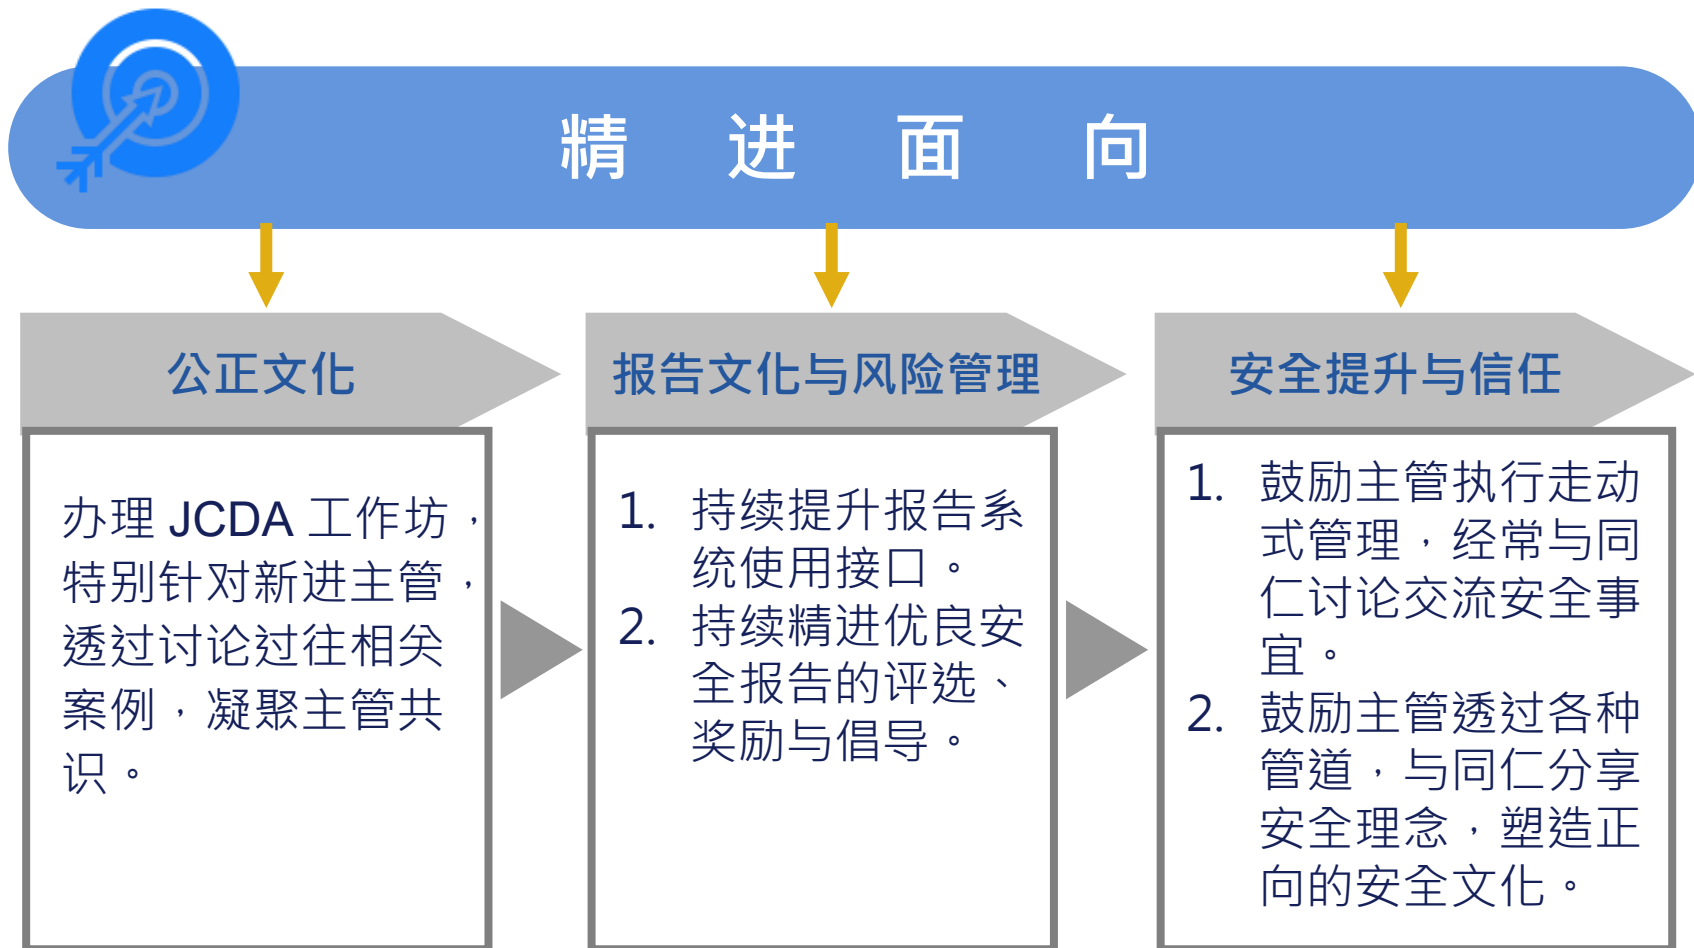 精 进 面 向
公正文化
办理 JCDA 工作坊，
特别针对新进主管，
透过讨论过往相关
案例，凝聚主管共
识。
报告文化与风险管理
1. 持续提升报告系
统使用接口。
2. 持续精进优良安
全报告的评选、
奖励与倡导。
安全提升与信任
1. 鼓励主管执行走动
式管理，经常与同
仁讨论交流安全事
宜。
2. 鼓励主管透过各种
管道，与同仁分享
安全理念，塑造正
向的安全文化。